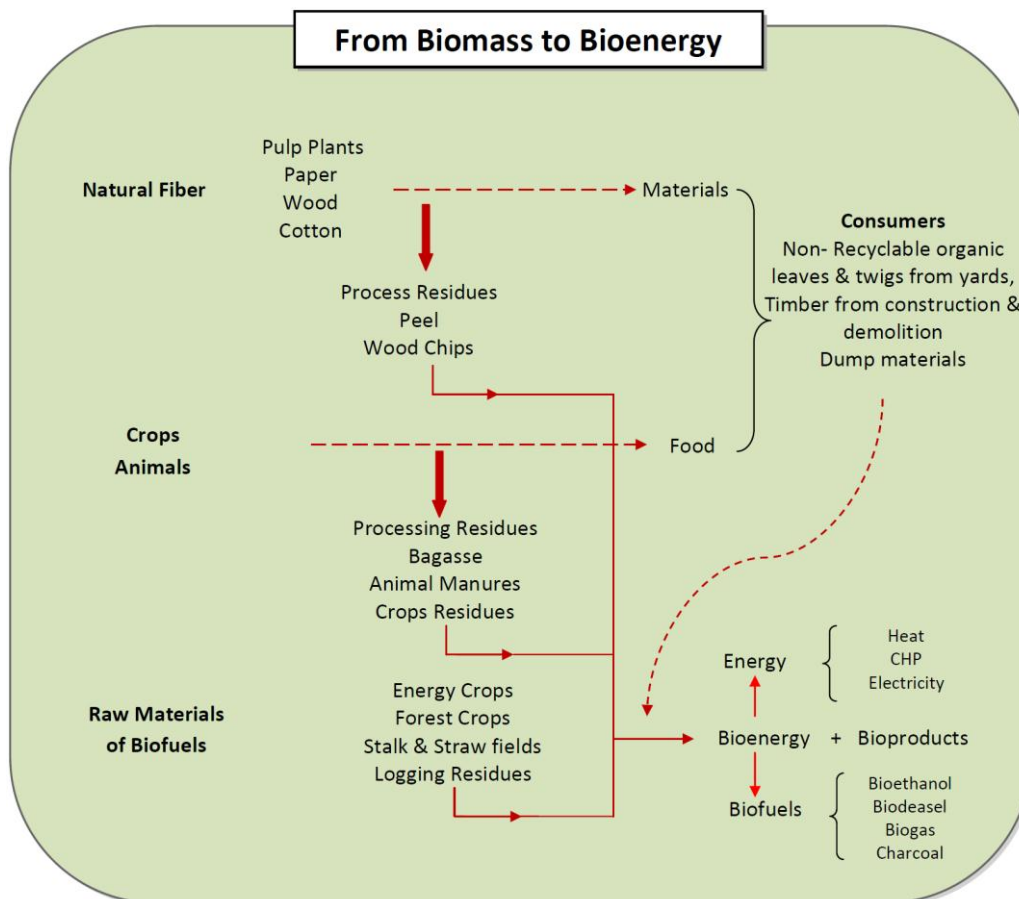 From Biomass to Bioenergy
Natural Fiber
Pulp Plants
Paper
Wood
Cotton
Materials
Consumers
Non- Recyclable organic
leaves & twigs from yards,
Timber from construction &
demolition
Dump materials
Process Residues
Peel
Wood Chips
Crops
Animals
Food
Processing Residues
Bagasse
Animal Manures
Crops Residues
Raw Materials
of Biofuels
Energy Crops
Forest Crops
Stalk & Straw fields
Logging Residues
Energy
Heat
CHP
Electricity
Bioenergy + Bioproducts
Biofuels
Bioethanol
Biodeasel
Biogas
Charcoal